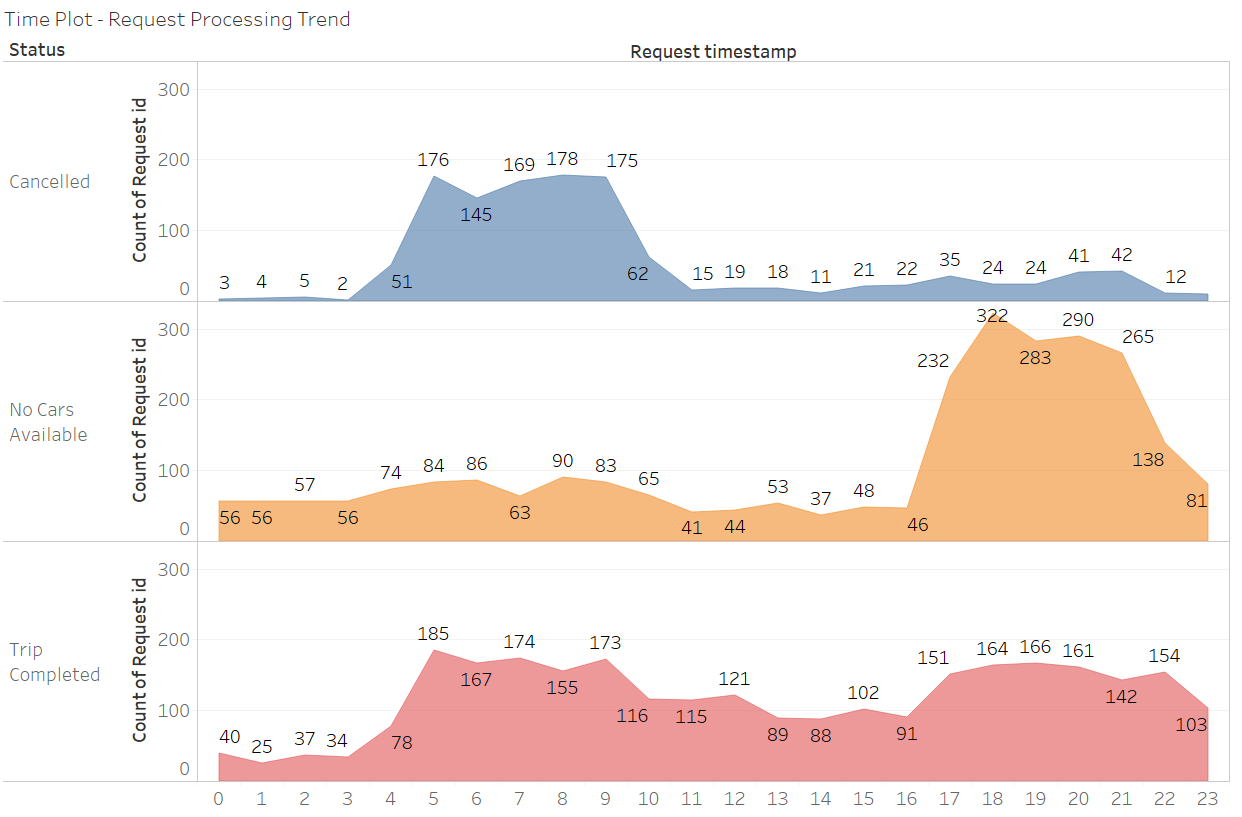 Time Plot - Request Processing Trend
Status
Request timestamp
Cancelled
Count of Request id
300
200
100
0
3 4 5 2 51 176 145 169 178 175 62 15 19 18 11 21 22 35 24 24 41 42 12
No Cars
Available
Count of Request id
300
200
100
0
56 56 57 56 74 84 86 63 90 83 65 41 44 53 37 48 46 232 322 283 290 265 138 81
Trip
Completed
Count of Request id
300
200
100
0
40 25 37 34 78 185 167 174 155 173 116 115 121 89 88 102 91 151 164 166 161 142 154 103
0 1 2 3 4 5 6 7 8 9 10 11 12 13 14 15 16 17 18 19 20 21 22 23